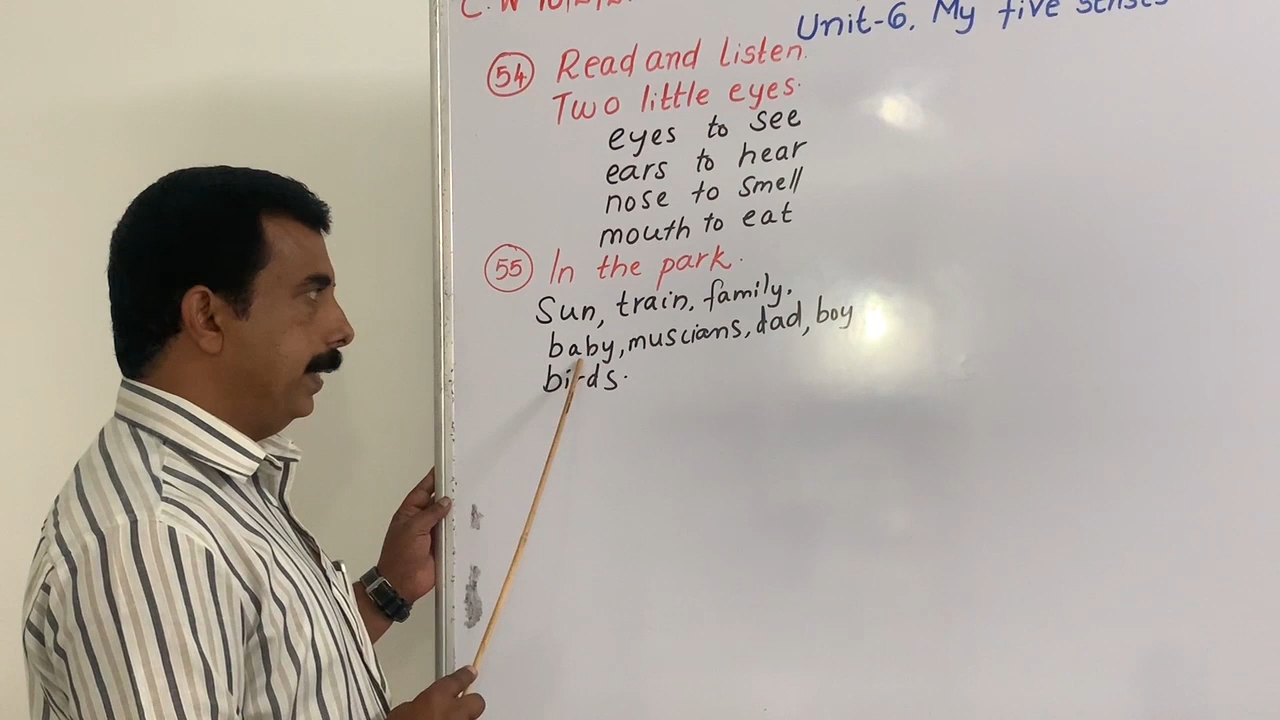 C.W
Unit-6. My five senses
54 Read and listen.
Two little eyes.
eyes to see
ears to hear
nose to smell
mouth to eat
55 In the park.
Sun, train, family.
baby, muscians, dad, boy
birds.